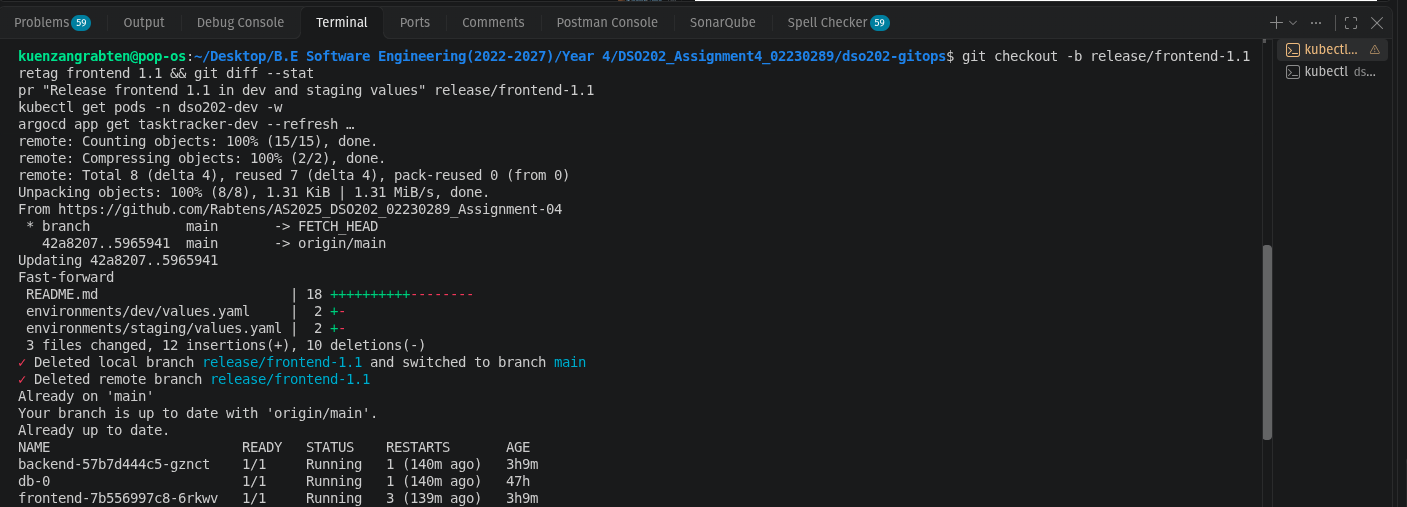 Problems 59 Output Debug Console Terminal Ports Comments Postman Console SonarQube Spell Checker 59
kuenzangrabten@pop-os:~/Desktop/B.E Software Engineering(2022-2027)/Year 4/DSO202_Assignment4_02230289/dso202-gitops$ git checkout -b release/frontend-1.1
retag frontend 1.1 && git diff --stat
pr "Release frontend 1.1 in dev and staging values" release/frontend-1.1
kubectl get pods -n dso202-dev -w
argocd app get tasktracker-dev --refresh …
remote: Counting objects: 100% (15/15), done.
remote: Compressing objects: 100% (2/2), done.
remote: Total 8 (delta 4), reused 7 (delta 4), pack-reused 0 (from 0)
Unpacking objects: 100% (8/8), 1.31 KiB | 1.31 MiB/s, done.
From https://github.com/Rabtens/AS2025_DSO202_02230289_Assignment-04
 * branch            main       -> FETCH_HEAD
   42a8207..5965941  main       -> origin/main
Updating 42a8207..5965941
Fast-forward
 README.md                        | 18 ++++++++++--------
 environments/dev/values.yaml     |  2 +-
 environments/staging/values.yaml |  2 +-
 3 files changed, 12 insertions(+), 10 deletions(-)
✓ Deleted local branch release/frontend-1.1 and switched to branch main
✓ Deleted remote branch release/frontend-1.1
Already on 'main'
Your branch is up to date with 'origin/main'.
Already up to date.
NAME                        READY   STATUS    RESTARTS       AGE
backend-57b7d444c5-gznct    1/1     Running   1 (140m ago)   3h9m
db-0                        1/1     Running   1 (140m ago)   47h
frontend-7b556997c8-6rkwv   1/1     Running   3 (139m ago)   3h9m
kubectl...
kubectl ds...